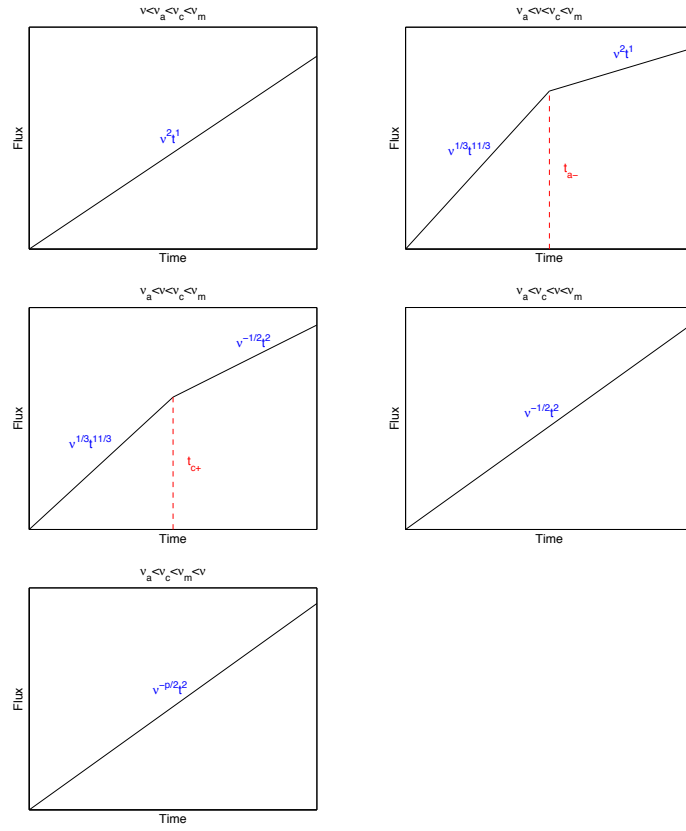 ν<ν_a<ν_c<ν_m
Flux
ν^2t^1
Time
ν_a<ν<ν_c<ν_m
Flux
ν^{1/3}t^{11/3}
ν^2t^1
t_{a−}
Time
ν_a<ν<ν_c<ν_m
Flux
ν^{1/3}t^{11/3}
ν^{−1/2}t^2
t_{c+}
Time
ν_a<ν_c<ν<ν_m
Flux
ν^{−1/2}t^2
Time
ν_a<ν_c<ν_m<ν
Flux
ν^{−p/2}t^2
Time